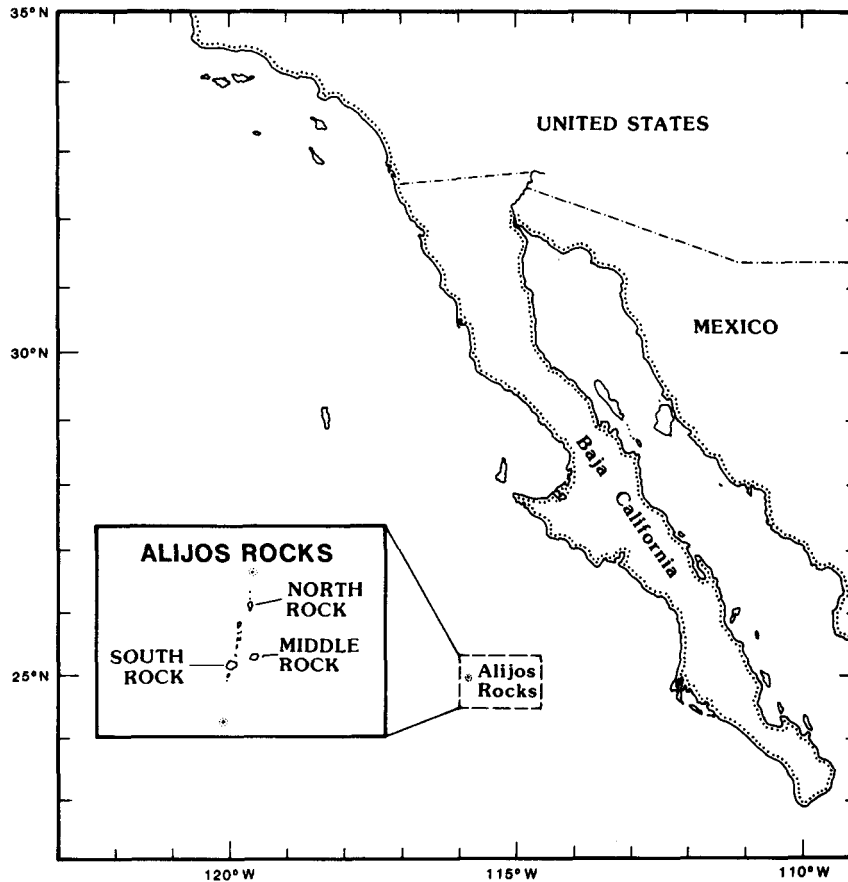 35°N
UNITED STATES
MEXICO
30°N
Baja California
ALIJOS ROCKS
NORTH
ROCK
MIDDLE
ROCK
SOUTH
ROCK
25°N
Alijos
Rocks
120°W
115°W
110°W